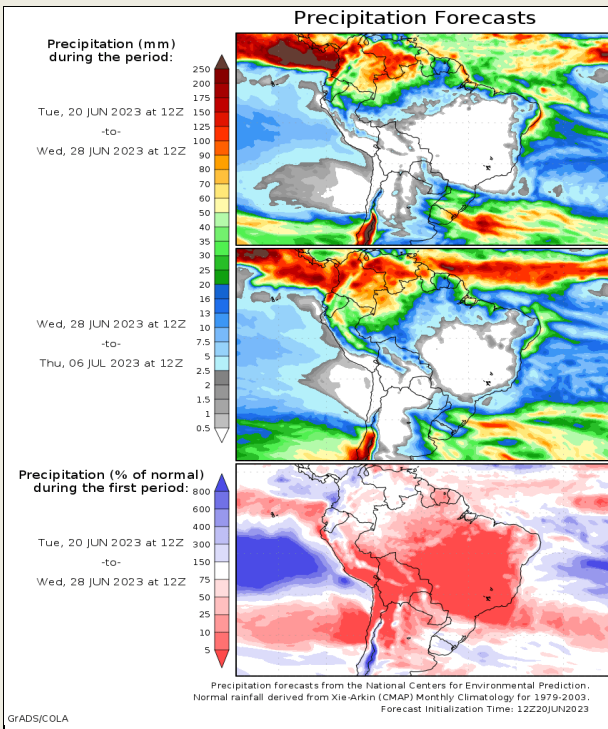 Precipitation Forecasts
Precipitation (mm)
during the period:
Tue, 20 JUN 2023 at 12Z
-to-
Wed, 28 JUN 2023 at 12Z
250
200
175
150
125
100
90
80
70
60
50
40
35
30
25
20
16
13
10
7.5
5
2.5
2
1.5
1
0.5
Wed, 28 JUN 2023 at 12Z
-to-
Thu, 06 JUL 2023 at 12Z
Precipitation (% of normal)
during the first period:
800
600
400
300
150
75
50
25
10
5
Tue, 20 JUN 2023 at 12Z
-to-
Wed, 28 JUN 2023 at 12Z
Precipitation forecasts from the National Centers for Environmental Prediction.
Normal rainfall derived from Xie-Arkin (CMAP) Monthly Climatology for 1979-2003.
Forecast Initialization Time: 12Z20JUN2023
GrADS/COLA